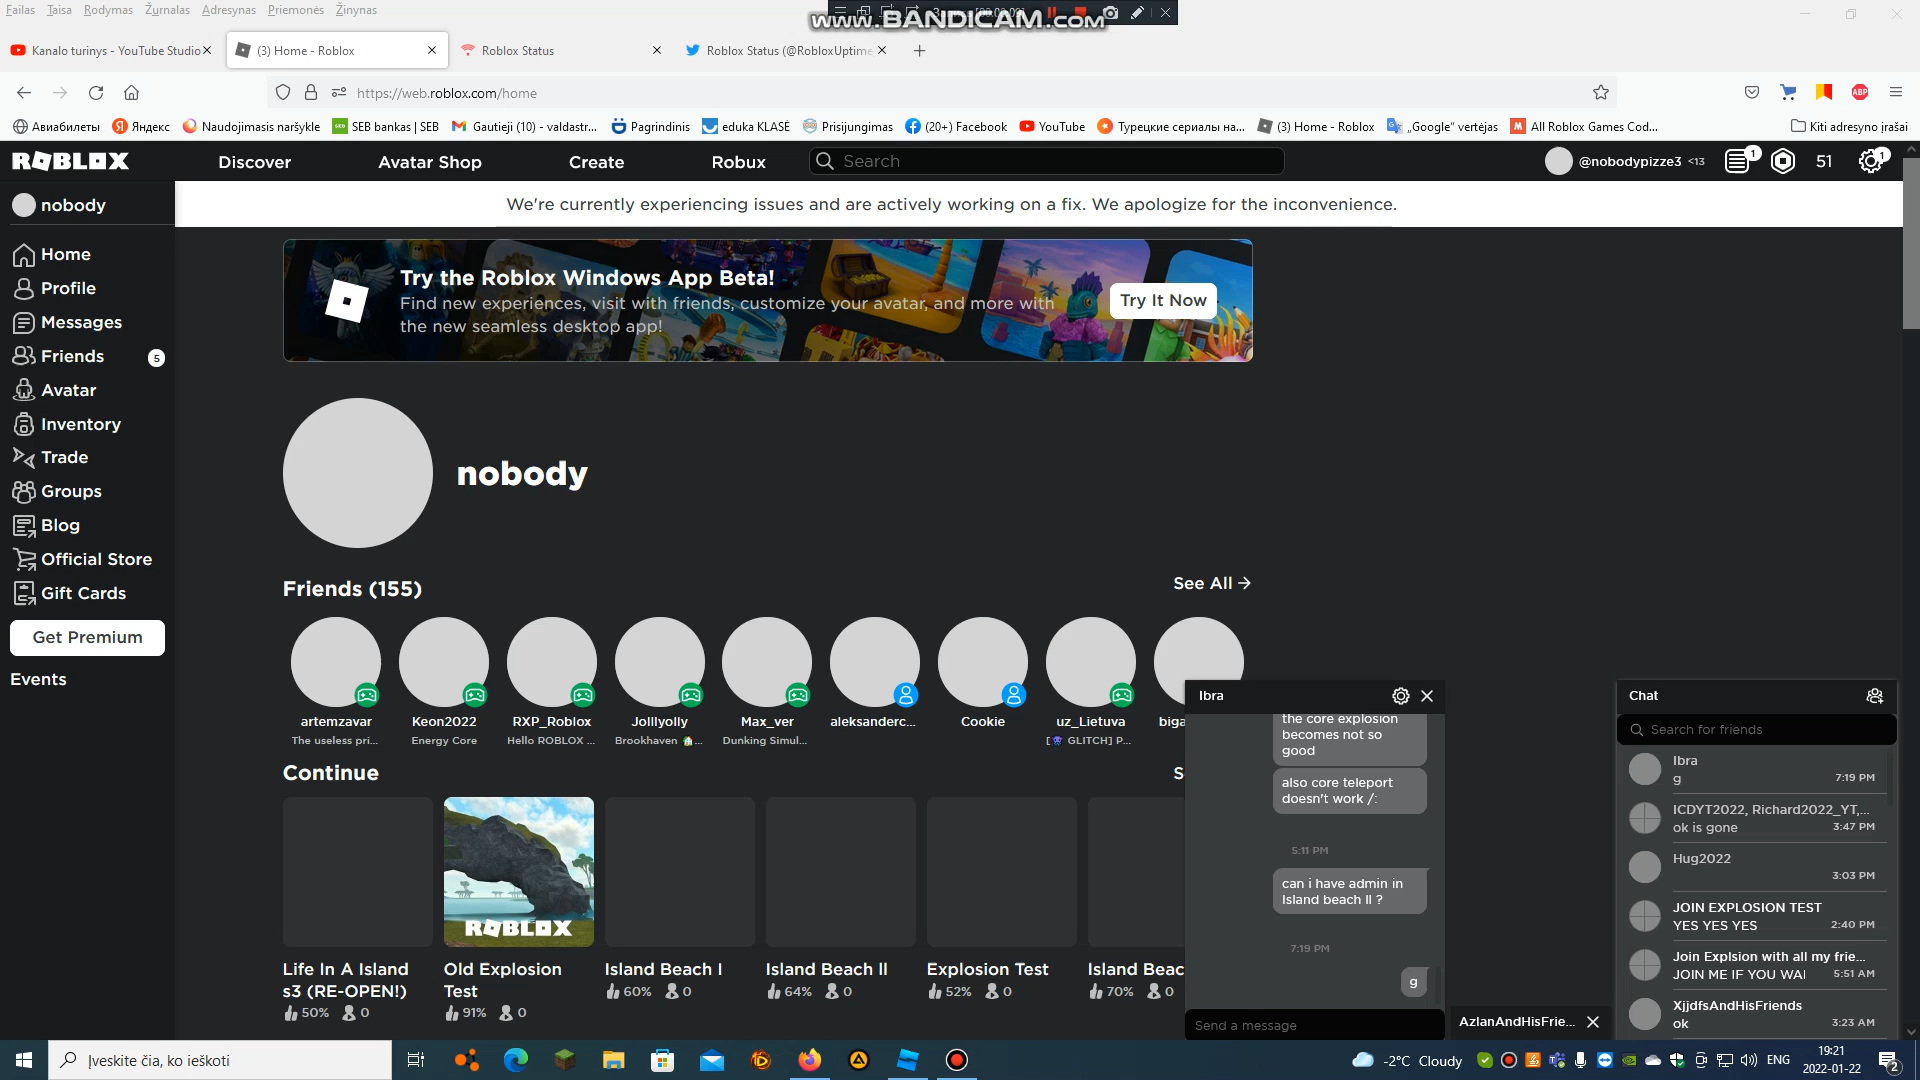 Failas Taisa Rodymas Žurnalas Adresynas Priemonės Žinynas
www.BANDICAM.com
Kanalo turinys - YouTube Studio
(3) Home - Roblox
Roblox Status
Roblox Status (@RobloxUptime
https://web.roblox.com/home
ABP
Авиабилеты
Яндекс
Naudojimasis naršykle
SEB bankas | SEB
Gautieji (10) - valdastr...
Pagrindinis
eduka KLASĖ
Prisijungimas
(20+) Facebook
YouTube
Турецкие сериалы на...
(3) Home - Roblox
„Google“ vertėjas
All Roblox Games Cod...
Kiti adresyno įrašai
ROBLOX
Discover
Avatar Shop
Create
Robux
Search
@nobodypizze3 <13
1
51
1
nobody
We're currently experiencing issues and are actively working on a fix. We apologize for the inconvenience.
Home
Profile
Messages
Friends 5
Avatar
Inventory
Trade
Groups
Blog
Official Store
Gift Cards
Get Premium
Events
Try the Roblox Windows App Beta!
Find new experiences, visit with friends, customize your avatar, and more with
the new seamless desktop app!
Try It Now
nobody
Friends (155)
See All →
artemzavar
The useless pri...
Keon2022
Energy Core
RXP_Roblox
Hello ROBLOX ...
Jolllyolly
Brookhaven ...
Max_ver
Dunking Simul...
aleksanderc...
Cookie
uz_Lietuva
[ GLITCH] P...
biga
Continue
S
ROBLOX
Life In A Island
s3 (RE-OPEN!)
50% 0
Old Explosion
Test
91% 0
Island Beach I
60% 0
Island Beach ll
64% 0
Explosion Test
52% 0
Island Beac
70% 0
Ibra
the core explosion
becomes not so
good
also core teleport
doesn't work /:
5:11 PM
can i have admin in
Island beach ll ?
7:19 PM
g
Send a message
AzlanAndHisFrie...
Chat
Search for friends
Ibra
g 7:19 PM
ICDYT2022, Richard2022_YT,...
ok is gone 3:47 PM
Hug2022
3:03 PM
JOIN EXPLOSION TEST
YES YES YES 2:40 PM
Join Explsion with all my frie...
JOIN ME IF YOU WAI 5:51 AM
XjjdfsAndHisFriends
ok 3:23 AM
Įveskite čia, ko ieškoti
-2°C Cloudy
ENG
19:21
2022-01-22
2